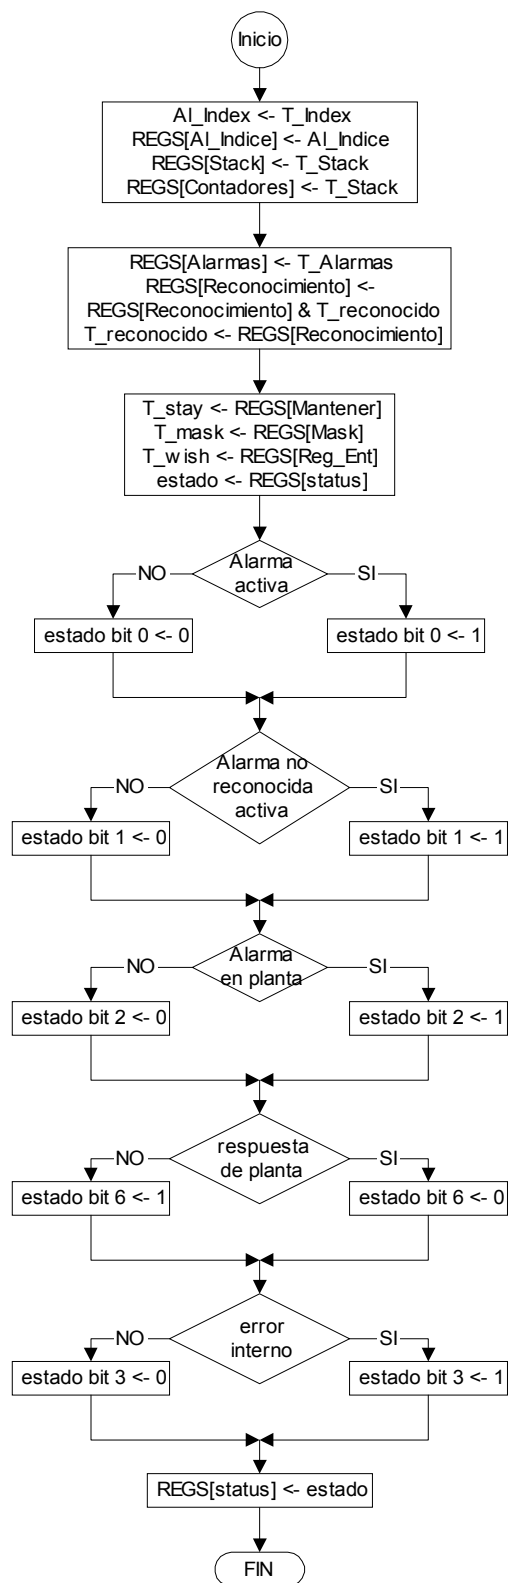 Inicio
Al_Index <- T_Index
REGS[Al_Indice] <- Al_Indice
REGS[Stack] <- T_Stack
REGS[Contadores] <- T_Stack
REGS[Alarmas] <- T_Alarmas
REGS[Reconocimiento] <-
REGS[Reconocimiento] & T_reconocido
T_reconocido <- REGS[Reconocimiento]
T_stay <- REGS[Mantener]
T_mask <- REGS[Mask]
T_wish <- REGS[Reg_Ent]
estado <- REGS[status]
Alarma
activa
NO
SI
estado bit 0 <- 0
estado bit 0 <- 1
Alarma no
reconocida
activa
NO
SI
estado bit 1 <- 0
estado bit 1 <- 1
Alarma
en planta
NO
SI
estado bit 2 <- 0
estado bit 2 <- 1
respuesta
de planta
NO
SI
estado bit 6 <- 1
estado bit 6 <- 0
error
interno
NO
SI
estado bit 3 <- 0
estado bit 3 <- 1
REGS[status] <- estado
FIN